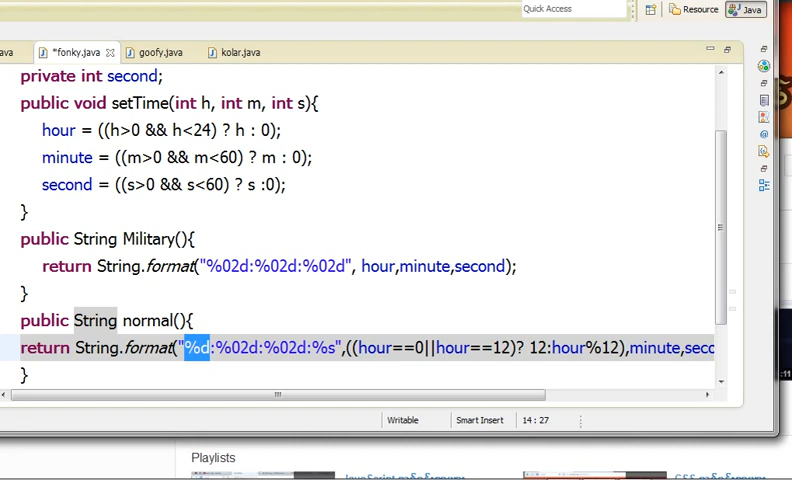 Quick Access
Resource
Java
ava
*fonky.java
goofy.java
kolar.java
private int second;
public void setTime(int h, int m, int s){
hour = ((h>0 && h<24) ? h : 0);
minute = ((m>0 && m<60) ? m : 0);
second = ((s>0 && s<60) ? s :0);
}
public String Military(){
return String.format("%02d:%02d:%02d", hour,minute,second);
}
public String normal(){
return String.format("%d:%02d:%02d:%s",((hour==0||hour==12)? 12:hour%12),minute,seco
}
Writable
Smart Insert
14 : 27
:11
Playlists